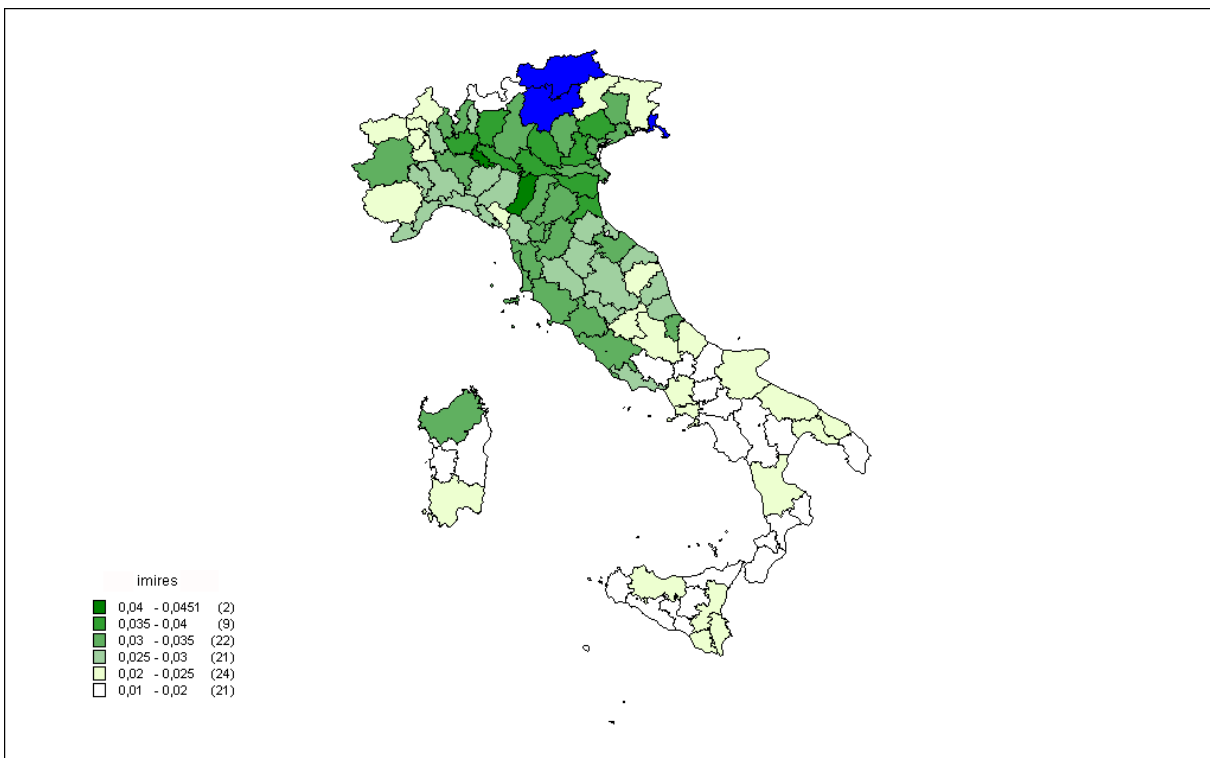 imires
0,04 - 0,0451 (2)
0,035 - 0,04 (9)
0,03 - 0,035 (22)
0,025 - 0,03 (21)
0,02 - 0,025 (24)
0,01 - 0,02 (21)